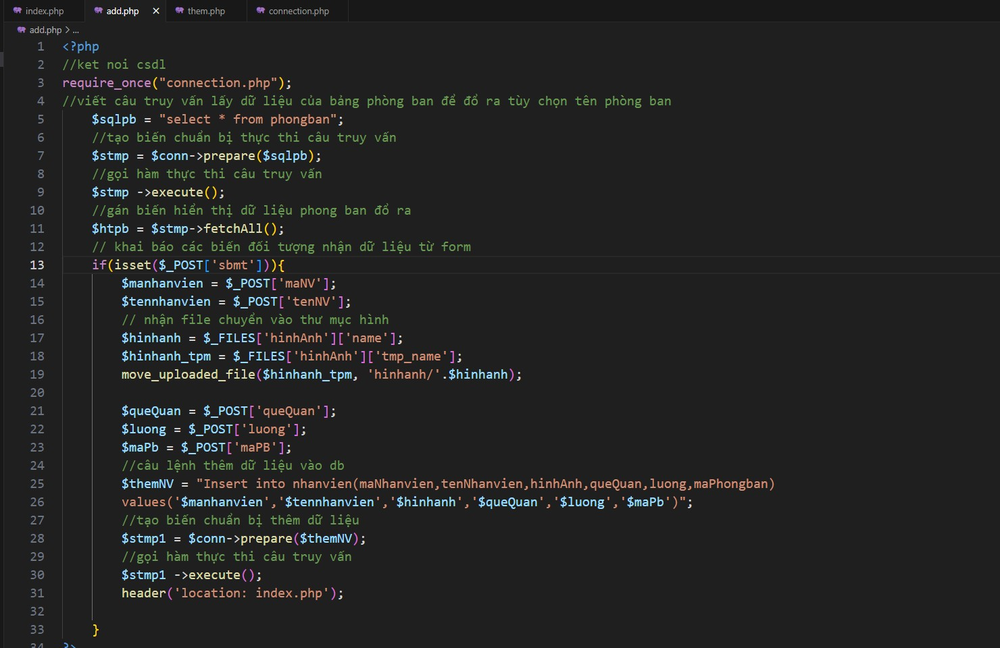 index.php
add.php
them.php
connection.php
add.php > ...
1 <?php
2 //ket noi csdl
3 require_once("connection.php");
4 //viết câu truy vấn lấy dữ liệu của bảng phòng ban để đổ ra tùy chọn tên phòng ban
5 $sqlpb = "select * from phongban";
6 //tạo biến chuẩn bị thực thi câu truy vấn
7 $stmp = $conn->prepare($sqlpb);
8 //gọi hàm thực thi câu truy vấn
9 $stmp ->execute();
10 //gán biến hiển thị dữ liệu phong ban đổ ra
11 $htpb = $stmp->fetchAll();
12 // khai báo các biến đối tượng nhận dữ liệu từ form
13 if(isset($_POST['sbmt'])){
14 $manhanvien = $_POST['maNV'];
15 $tennhanvien = $_POST['tenNV'];
16 // nhận file chuyển vào thư mục hình
17 $hinhanh = $_FILES['hinhAnh']['name'];
18 $hinhanh_tpm = $_FILES['hinhAnh']['tmp_name'];
19 move_uploaded_file($hinhanh_tpm, 'hinhanh/'.$hinhanh);
20
21 $queQuan = $_POST['queQuan'];
22 $luong = $_POST['luong'];
23 $maPb = $_POST['maPB'];
24 //câu lệnh thêm dữ liệu vào db
25 $themNV = "Insert into nhanvien(maNhanvien,tenNhanvien,hinhAnh,queQuan,luong,maPhongban)
26 values('$manhanvien','$tennhanvien','$hinhanh','$queQuan','$luong','$maPb')";
27 //tạo biến chuẩn bị thêm dữ liệu
28 $stmp1 = $conn->prepare($themNV);
29 //gọi hàm thực thi câu truy vấn
30 $stmp1 ->execute();
31 header('location: index.php');
32
33 }
34 ?>